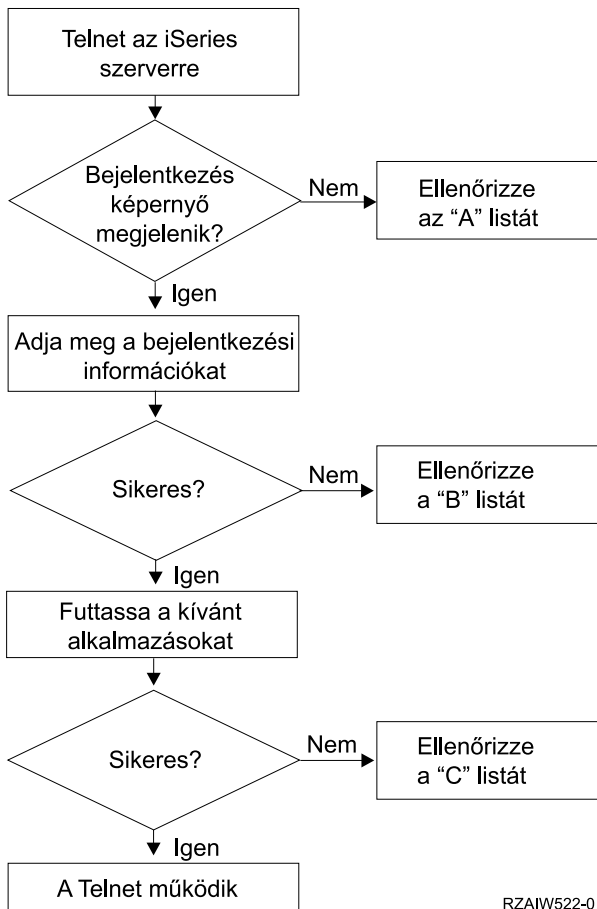 Telnet az iSeries
szerverre
Bejelentkezés
képernyő
megjelenik?
Nem
Ellenőrizze
az “A” listát
Igen
Adja meg a bejelentkezési
információkat
Sikeres?
Nem
Ellenőrizze
a “B” listát
Igen
Futtassa a kívánt
alkalmazásokat
Sikeres?
Nem
Ellenőrizze
a “C” listát
Igen
A Telnet működik
RZAIW522-0